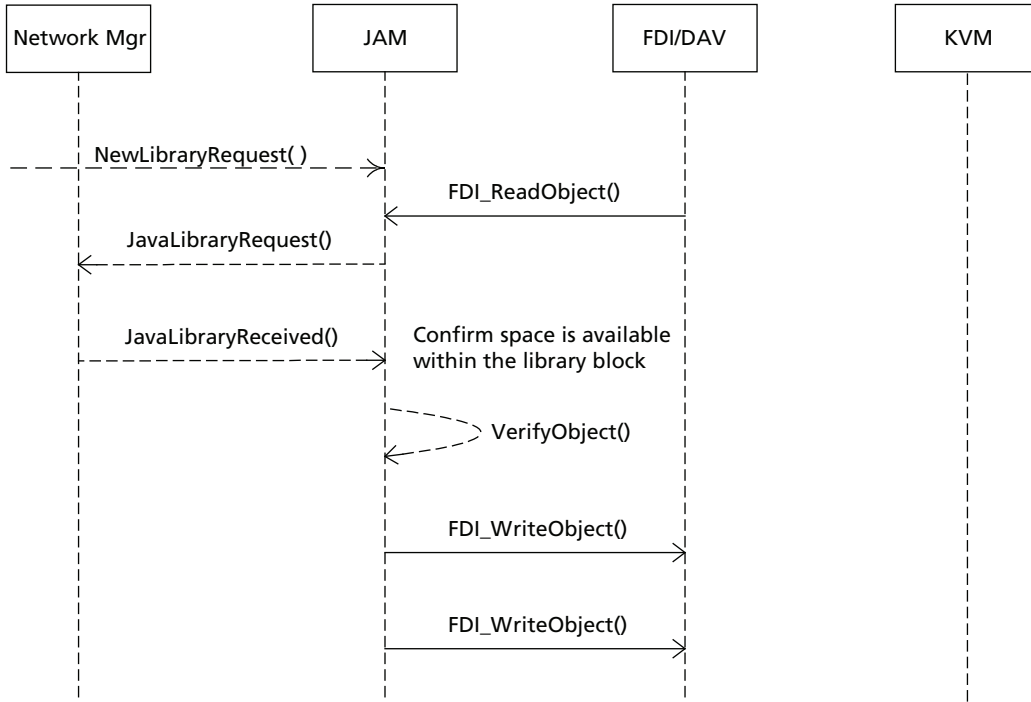 Network Mgr
JAM
FDI/DAV
KVM
NewLibraryRequest( )
FDI_ReadObject()
JavaLibraryRequest()
JavaLibraryReceived()
Confirm space is available
within the library block
VerifyObject()
FDI_WriteObject()
FDI_WriteObject()